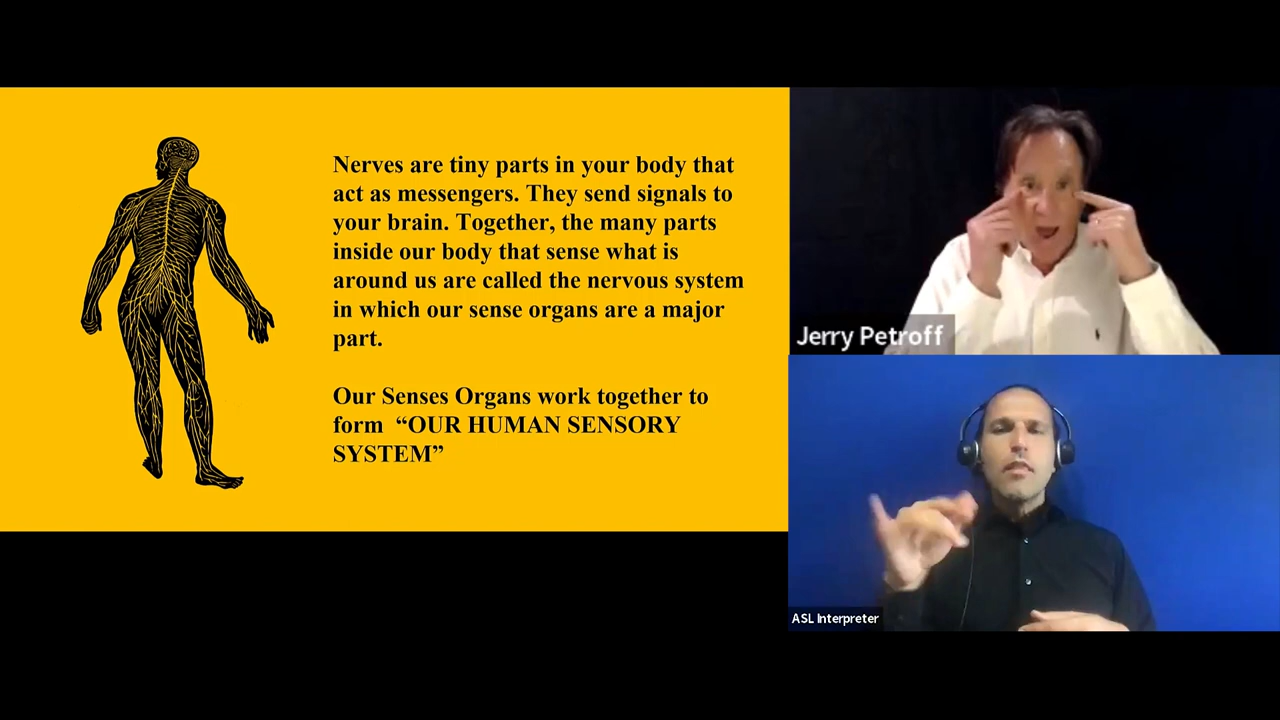 Nerves are tiny parts in your body that
act as messengers. They send signals to
your brain. Together, the many parts
inside our body that sense what is
around us are called the nervous system
in which our sense organs are a major
part.
Our Senses Organs work together to
form “OUR HUMAN SENSORY
SYSTEM”
Jerry Petroff
ASL Interpreter